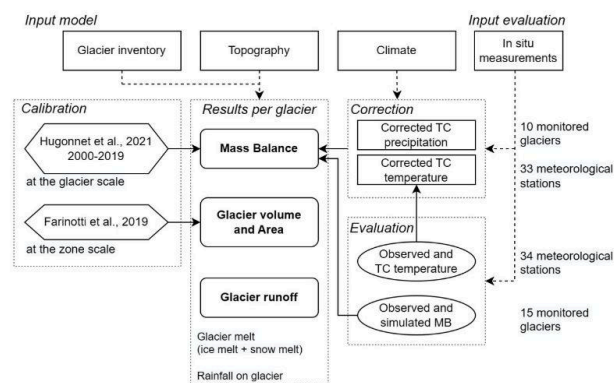 Input model
Input evaluation
Glacier inventory
Topography
Climate
In situ
measurements
Calibration
Hugonnet et al., 2021
2000-2019
at the glacier scale
Farinotti et al., 2019
at the zone scale
Results per glacier
Mass Balance
Glacier volume
and Area
Glacier runoff
Glacier melt
(ice melt + snow melt)
Rainfall on glacier
Correction
Corrected TC
precipitation
Corrected TC
temperature
Evaluation
Observed and
TC temperature
Observed and
simulated MB
10 monitored
glaciers
33 meteorological
stations
34 meteorological
stations
15 monitored
glaciers